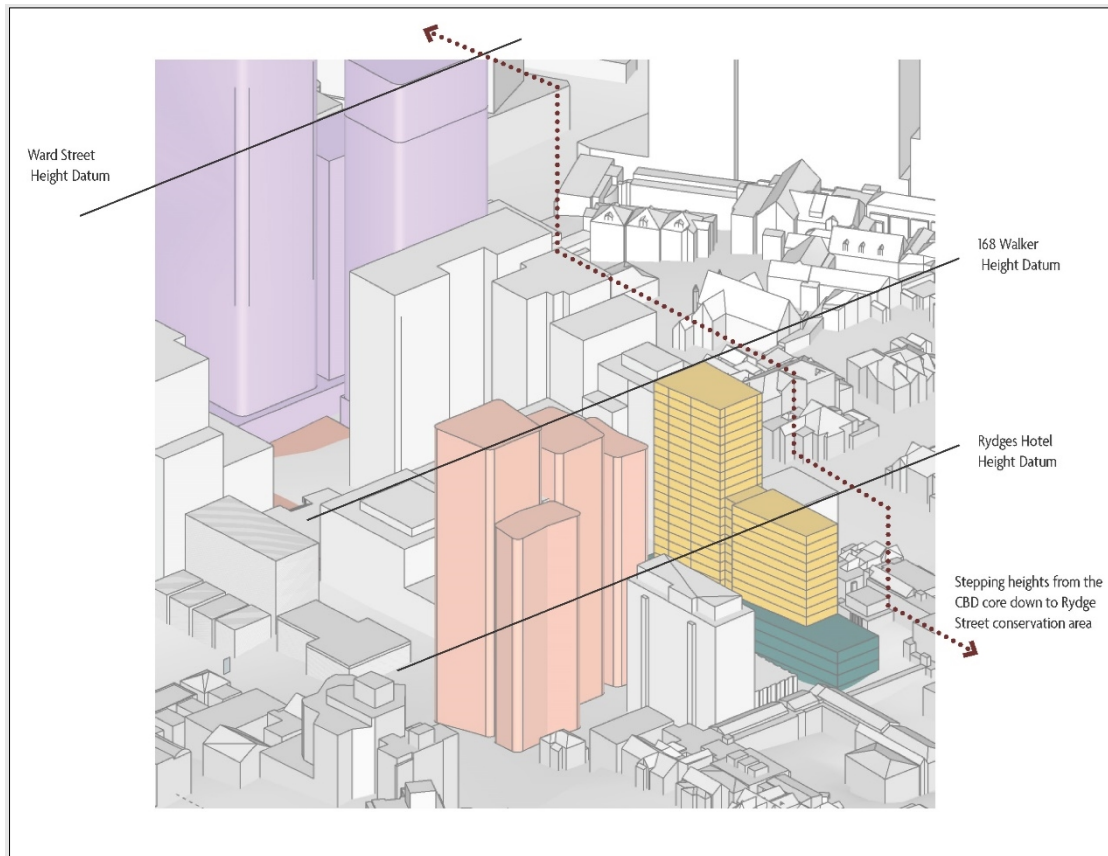 Ward Street
Height Datum
168 Walker
Height Datum
Rydges Hotel
Height Datum
Stepping heights from the
CBD core down to Rydge
Street conservation area